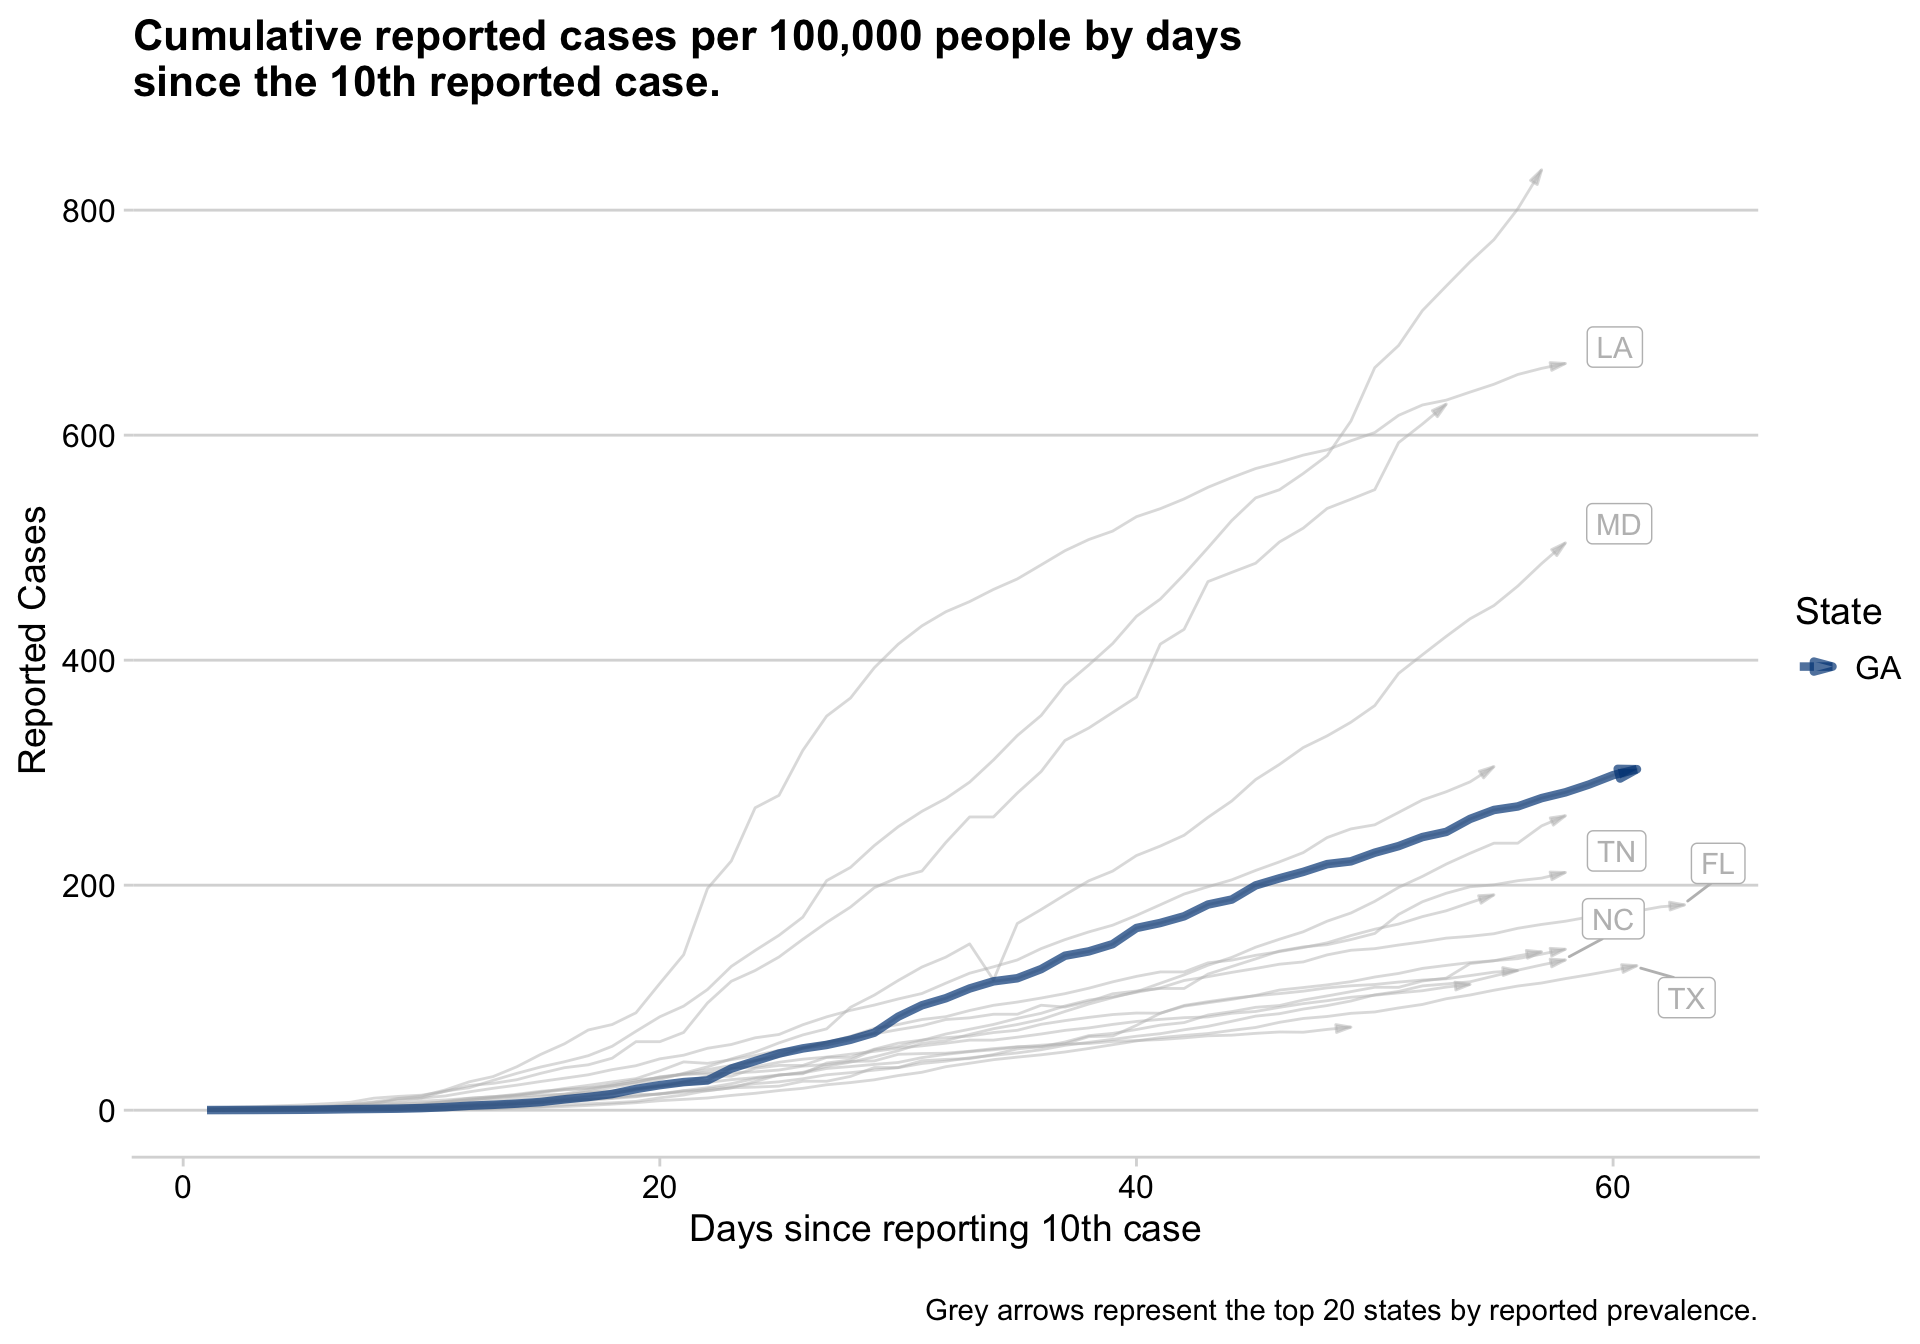 Cumulative reported cases per 100,000 people by days
since the 10th reported case.
800
600
400
200
0
Reported Cases
LA
MD
TN
FL
NC
TX
State
GA
0 20 40 60
Days since reporting 10th case
Grey arrows represent the top 20 states by reported prevalence.